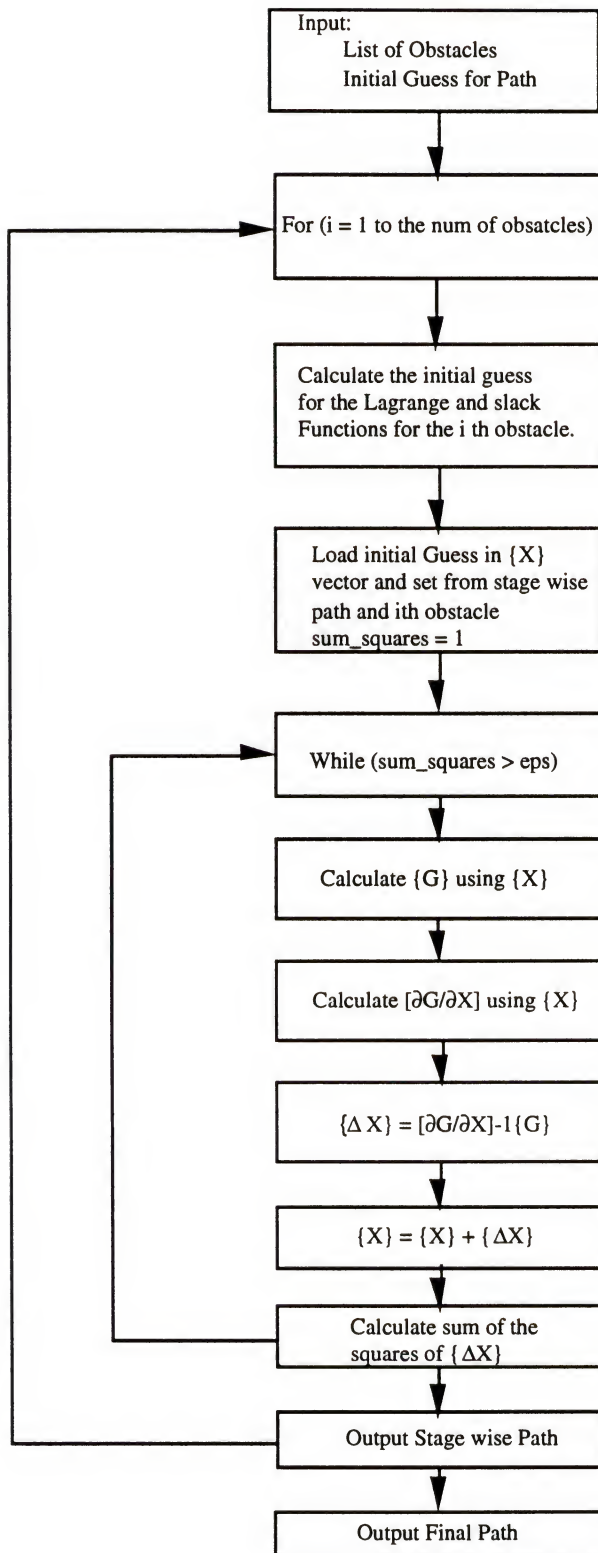 Input:
List of Obstacles
Initial Guess for Path
For (i = 1 to the num of obsatcles)
Calculate the initial guess
for the Lagrange and slack
Functions for the i th obstacle.
Load initial Guess in {X}
vector and set from stage wise
path and ith obstacle
sum_squares = 1
While (sum_squares > eps)
Calculate {G} using {X}
Calculate [∂G/∂X] using {X}
{Δ X} = [∂G/∂X]-1{G}
{X} = {X} + {ΔX}
Calculate sum of the
squares of {ΔX}
Output Stage wise Path
Output Final Path